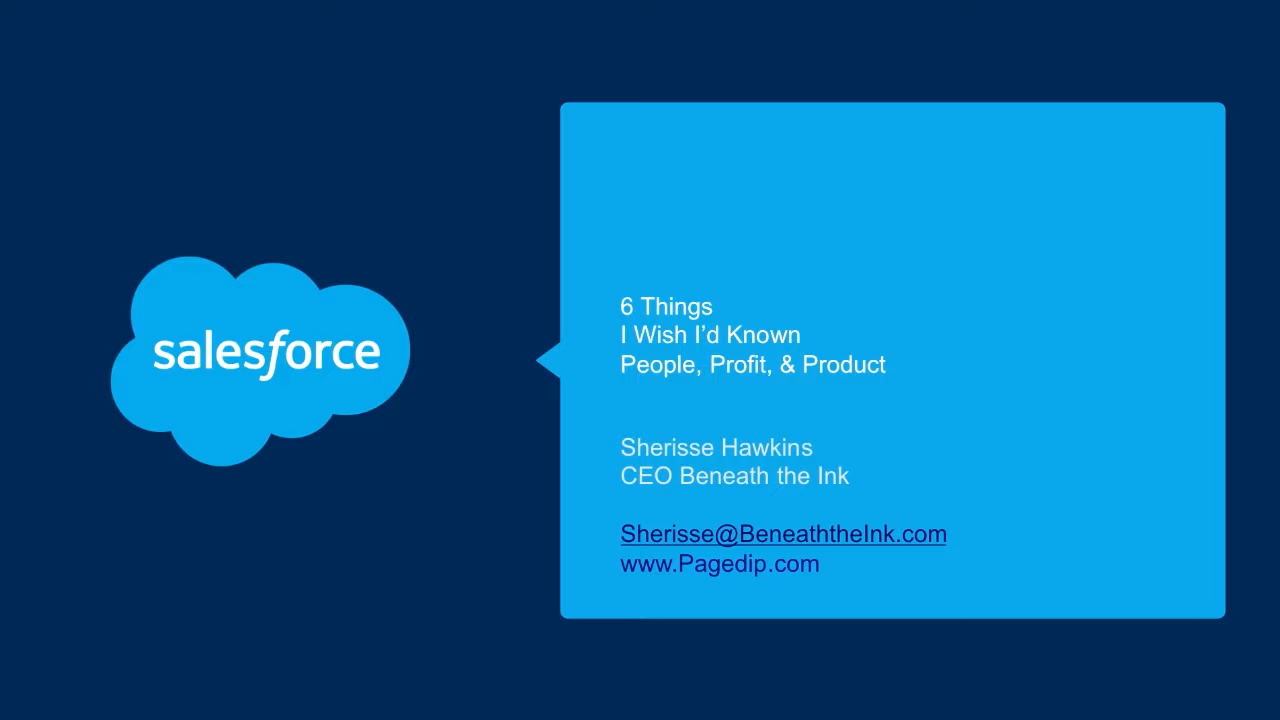 salesforce
6 Things
I Wish I’d Known
People, Profit, & Product
Sherisse Hawkins
CEO Beneath the Ink
Sherisse@BeneaththeInk.com
www.Pagedip.com